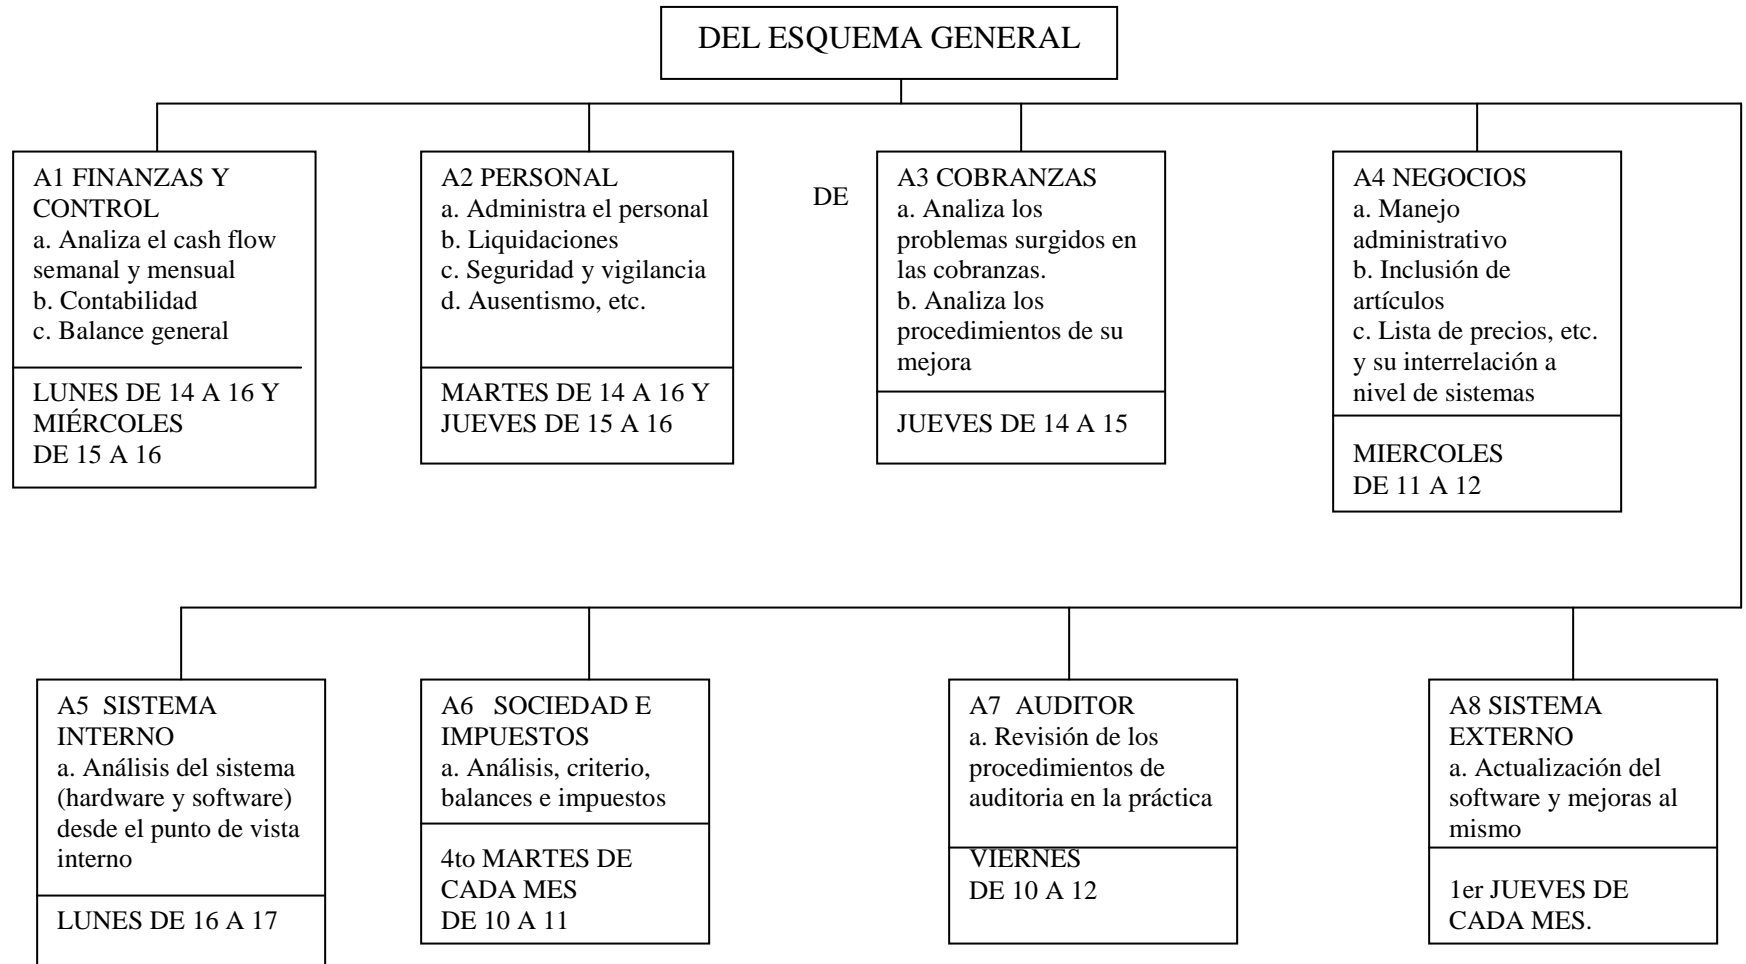 DEL ESQUEMA GENERAL
A1 FINANZAS Y
CONTROL
a. Analiza el cash flow
semanal y mensual
b. Contabilidad
c. Balance general
LUNES DE 14 A 16 Y
MIÉRCOLES
DE 15 A 16
A2 PERSONAL
a. Administra el personal
b. Liquidaciones
c. Seguridad y vigilancia
d. Ausentismo, etc.
MARTES DE 14 A 16 Y
JUEVES DE 15 A 16
DE
A3 COBRANZAS
a. Analiza los
problemas surgidos en
las cobranzas.
b. Analiza los
procedimientos de su
mejora
JUEVES DE 14 A 15
A4 NEGOCIOS
a. Manejo
administrativo
b. Inclusión de
artículos
c. Lista de precios, etc.
y su interrelación a
nivel de sistemas
MIERCOLES
DE 11 A 12
A5 SISTEMA
INTERNO
a. Análisis del sistema
(hardware y software)
desde el punto de vista
interno
LUNES DE 16 A 17
A6 SOCIEDAD E
IMPUESTOS
a. Análisis, criterio,
balances e impuestos
4to MARTES DE
CADA MES
DE 10 A 11
A7 AUDITOR
a. Revisión de los
procedimientos de
auditoria en la práctica
VIERNES
DE 10 A 12
A8 SISTEMA
EXTERNO
a. Actualización del
software y mejoras al
mismo
1er JUEVES DE
CADA MES.